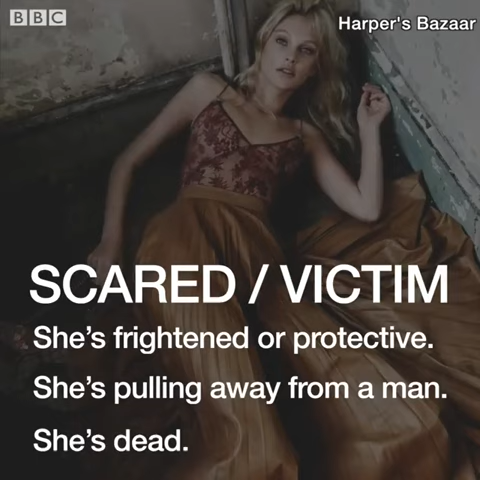 BBC
Harper's Bazaar
SCARED / VICTIM
She's frightened or protective.
She's pulling away from a man.
She's dead.